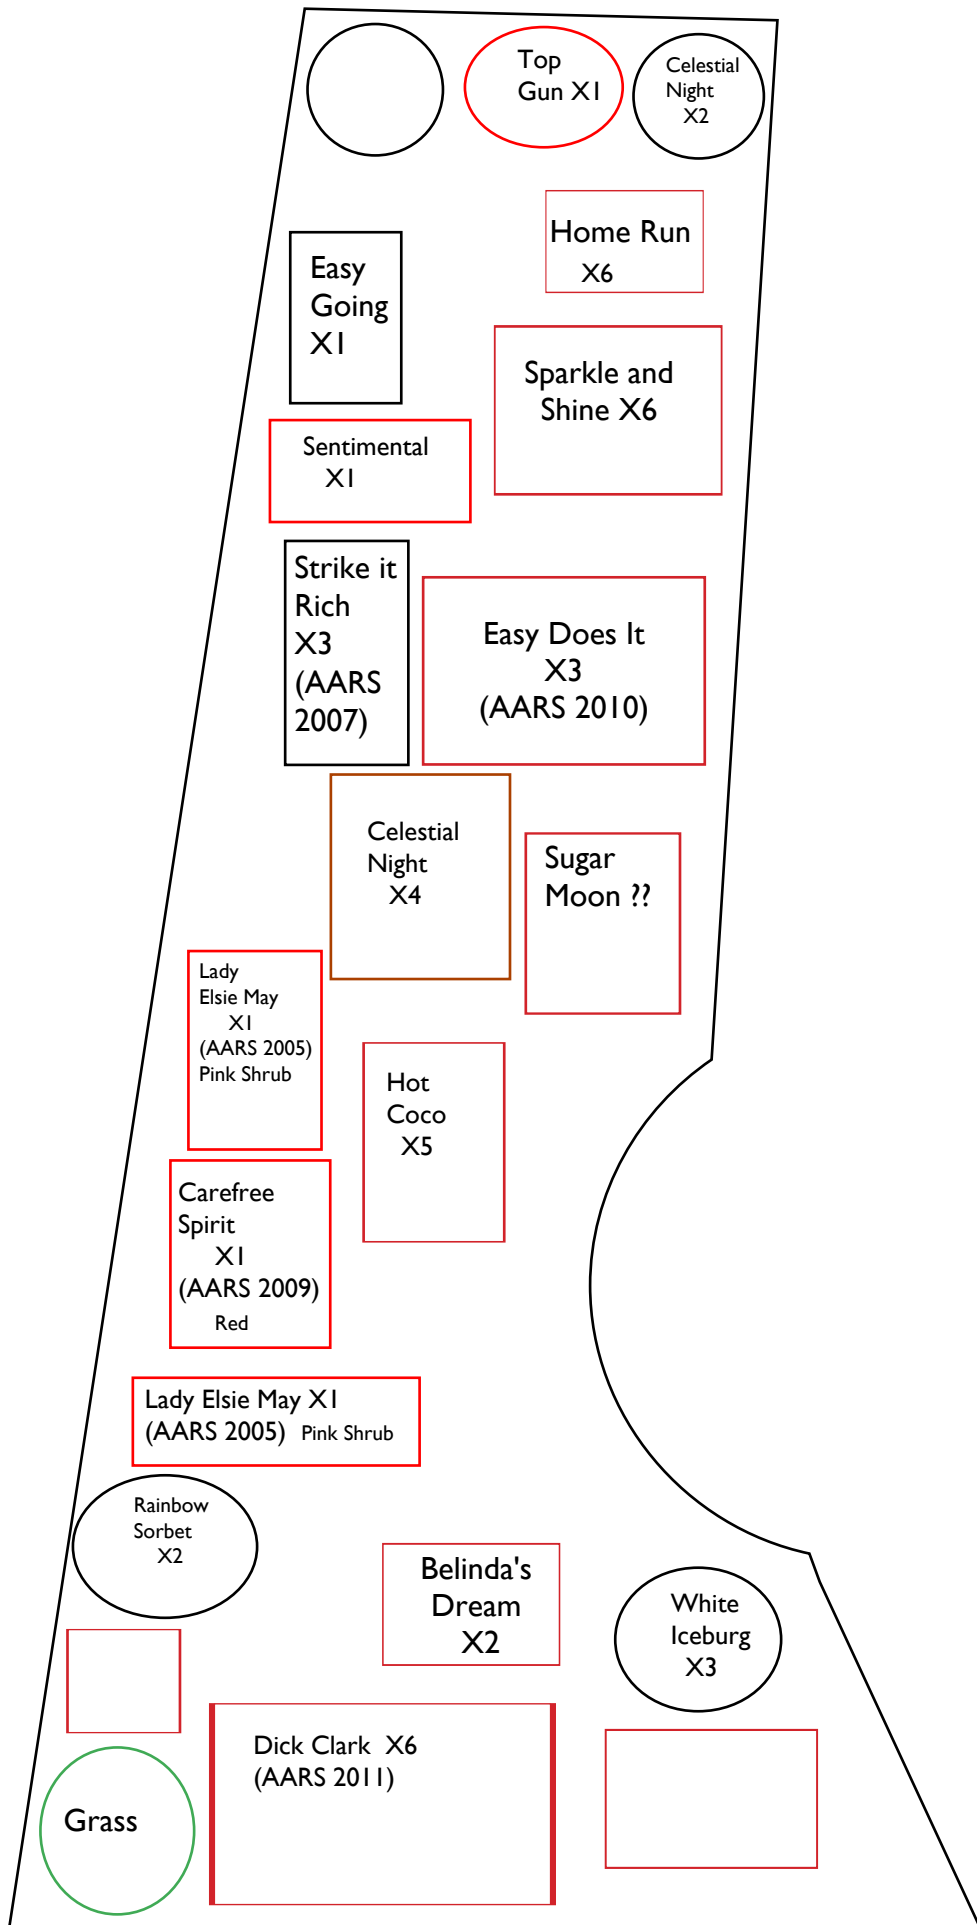 Top
Gun X1
Celestial
Night
X2
Home Run
X6
Easy
Going
X1
Sparkle and
Shine X6
Sentimental
X1
Strike it
Rich
X3
(AARS
2007)
Easy Does It
X3
(AARS 2010)
Celestial
Night
X4
Sugar
Moon ??
Lady
Elsie May
X1
(AARS 2005)
Pink Shrub
Hot
Coco
X5
Carefree
Spirit
X1
(AARS 2009)
Red
Lady Elsie May X1
(AARS 2005) Pink Shrub
Rainbow
Sorbet
X2
Belinda's
Dream
X2
White
Iceburg
X3
Dick Clark X6
(AARS 2011)
Grass